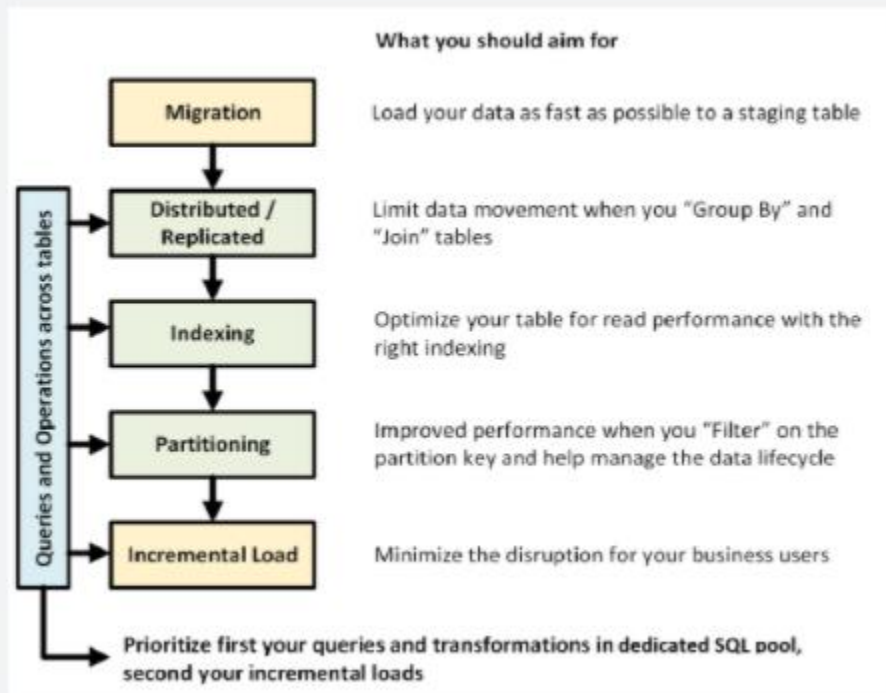 What you should aim for
Migration
Load your data as fast as possible to a staging table
Queries and Operations across tables
Distributed /
Replicated
Limit data movement when you “Group By” and
“Join” tables
Indexing
Optimize your table for read performance with the
right indexing
Partitioning
Improved performance when you “Filter” on the
partition key and help manage the data lifecycle
Incremental Load
Minimize the disruption for your business users
Prioritize first your queries and transformations in dedicated SQL pool,
second your incremental loads